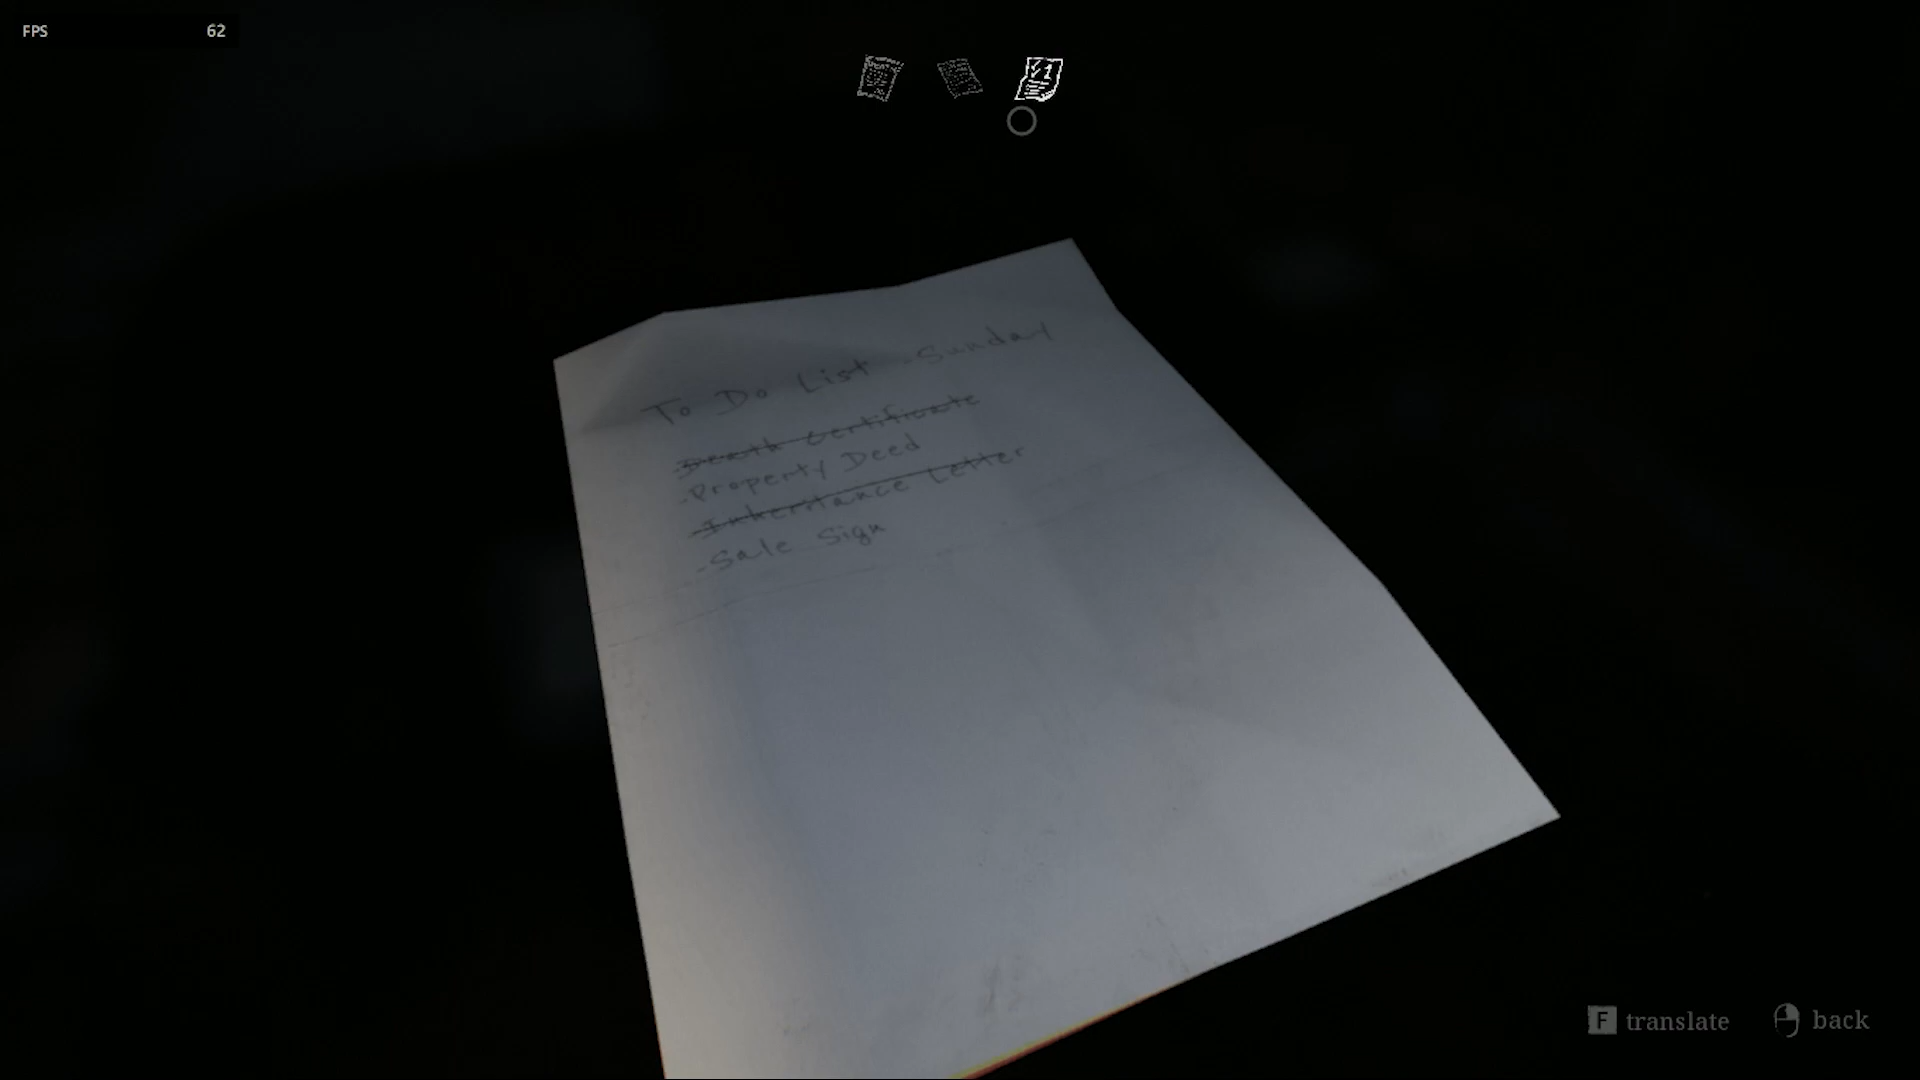 FPS 62
To Do List - Sunday
- Death Certificate
- Property Deed
- Inheritance Letter
- Sale Sign
F translate back